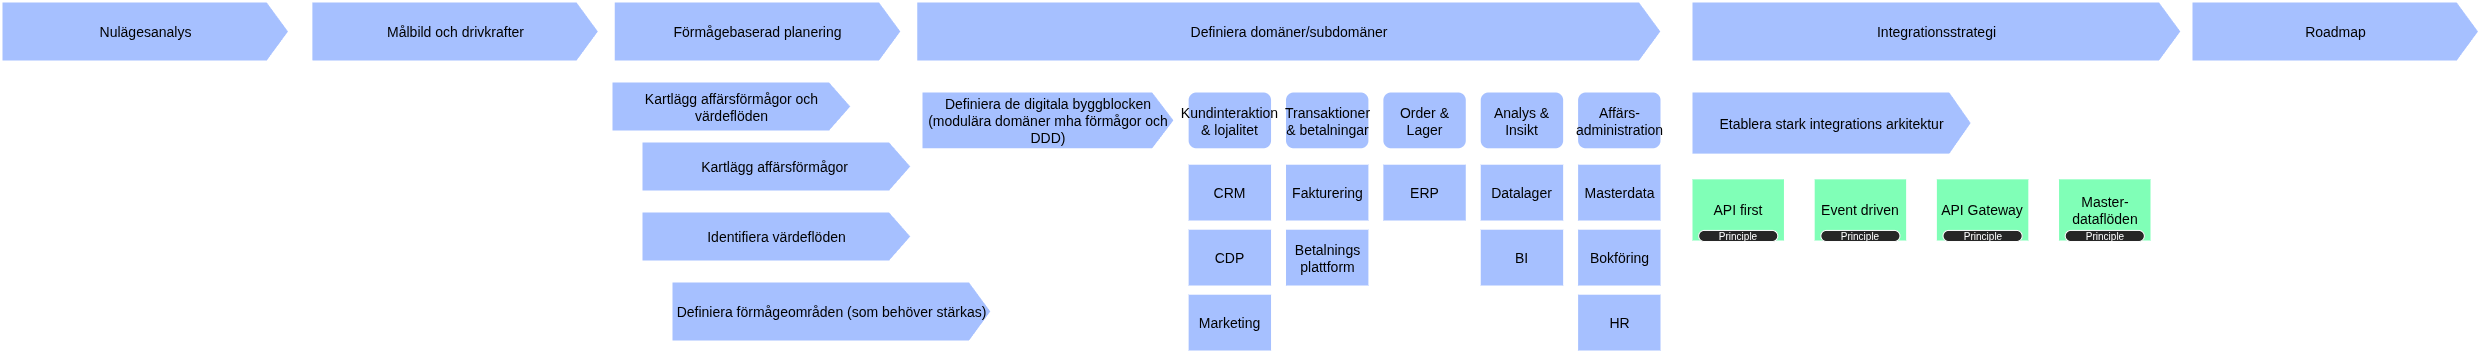 Nulägesanalys
Målbild och drivkrafter
Förmågebaserad planering
Definiera domäner/subdomäner
Integrationsstrategi
Roadmap
Kartlägg affärsförmågor och
värdeflöden
Kartlägg affärsförmågor
Identifiera värdeflöden
Definiera förmågeområden (som behöver stärkas)
Definiera de digitala byggblocken
(modulära domäner mha förmågor och
DDD)
Kundinteraktion
& lojalitet
CRM
CDP
Marketing
Transaktioner
& betalningar
Fakturering
Betalnings
plattform
Order &
Lager
ERP
Analys &
Insikt
Datalager
BI
Affärs-
administration
Masterdata
Bokföring
HR
Etablera stark integrations arkitektur
API first
Principle
Event driven
Principle
API Gateway
Principle
Master-
dataflöden
Principle